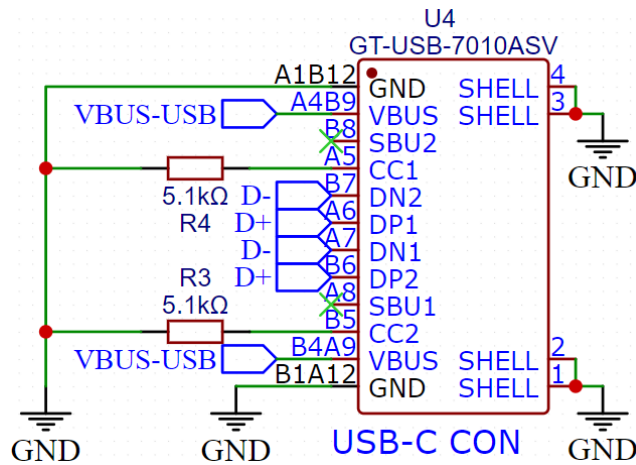 U4
GT-USB-7010ASV
A1B12 GND SHELL 4
VBUS-USB A4B9 VBUS SHELL 3
B8 SBU2
A5 CC1
GND
5.1kΩ D- B7 DN2
R4 D+ A6 DP1
D- A7 DN1
R3 D+ B6 DP2
5.1kΩ A8 SBU1
B5 CC2
VBUS-USB B4A9 VBUS SHELL 2
B1A12 GND SHELL 1
GND GND USB-C CON GND